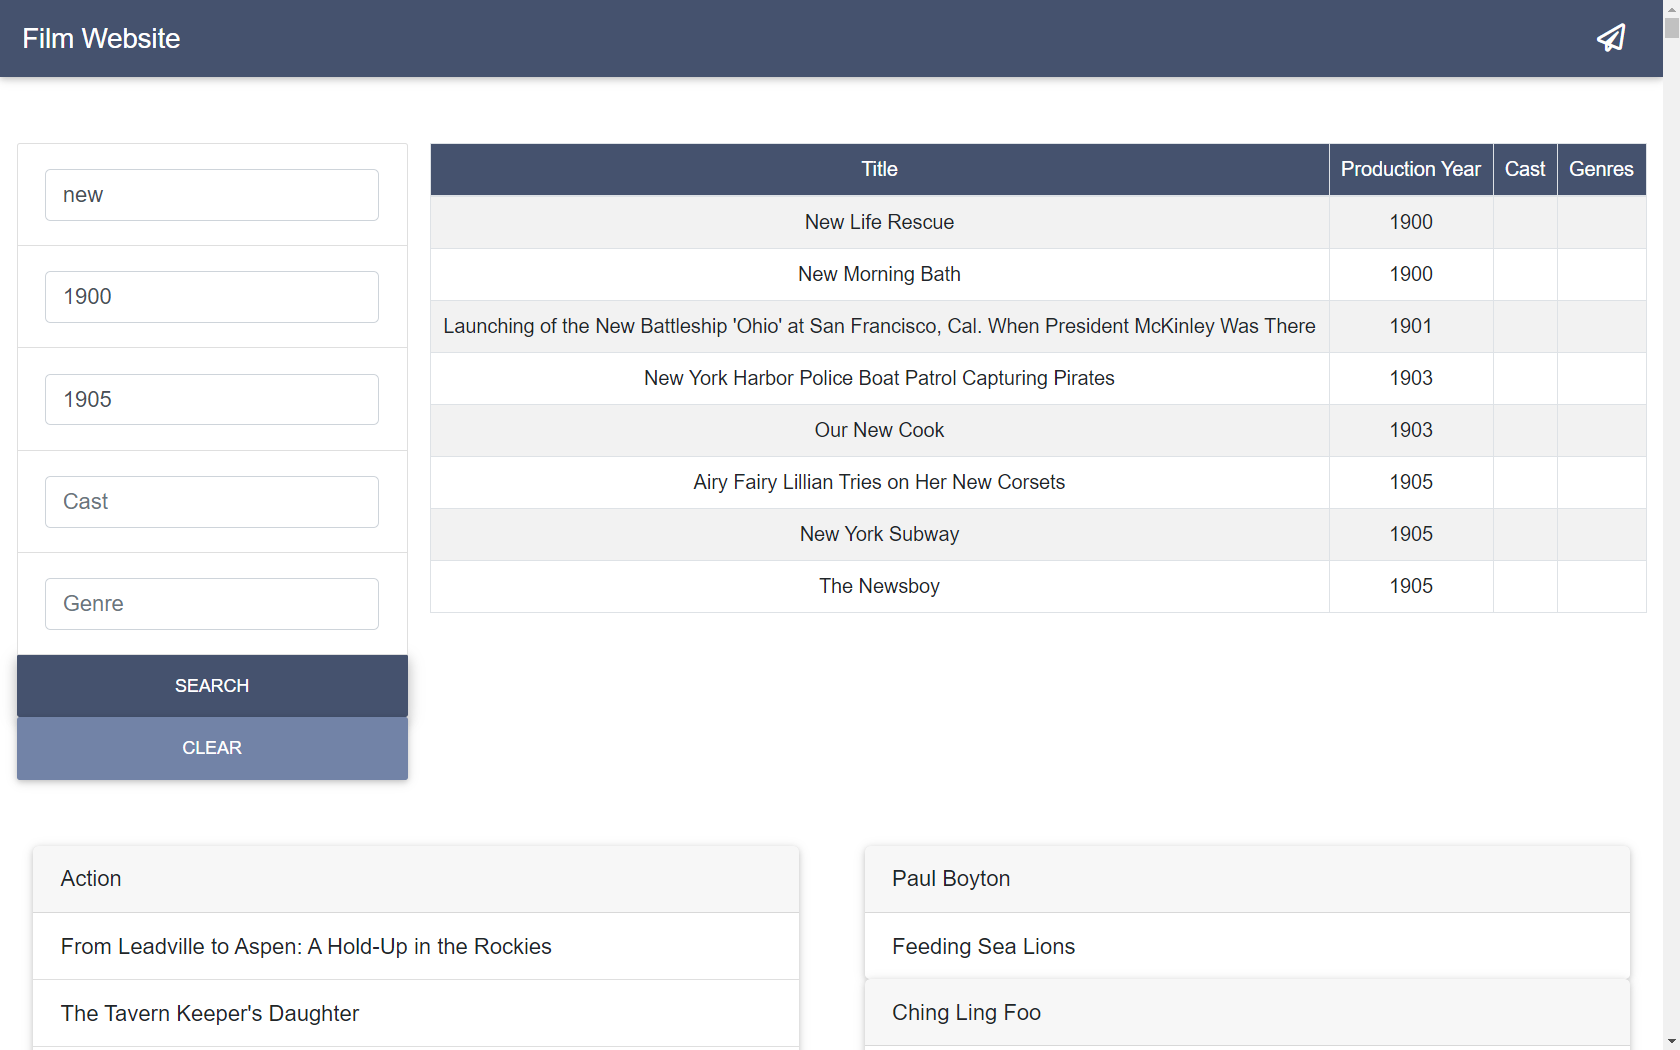 Film Website
new
1900
1905
Cast
Genre
SEARCH
CLEAR
Title Production Year Cast Genres
New Life Rescue 1900
New Morning Bath 1900
Launching of the New Battleship 'Ohio' at San Francisco, Cal. When President McKinley Was There 1901
New York Harbor Police Boat Patrol Capturing Pirates 1903
Our New Cook 1903
Airy Fairy Lillian Tries on Her New Corsets 1905
New York Subway 1905
The Newsboy 1905
Action
From Leadville to Aspen: A Hold-Up in the Rockies
The Tavern Keeper's Daughter
Paul Boyton
Feeding Sea Lions
Ching Ling Foo